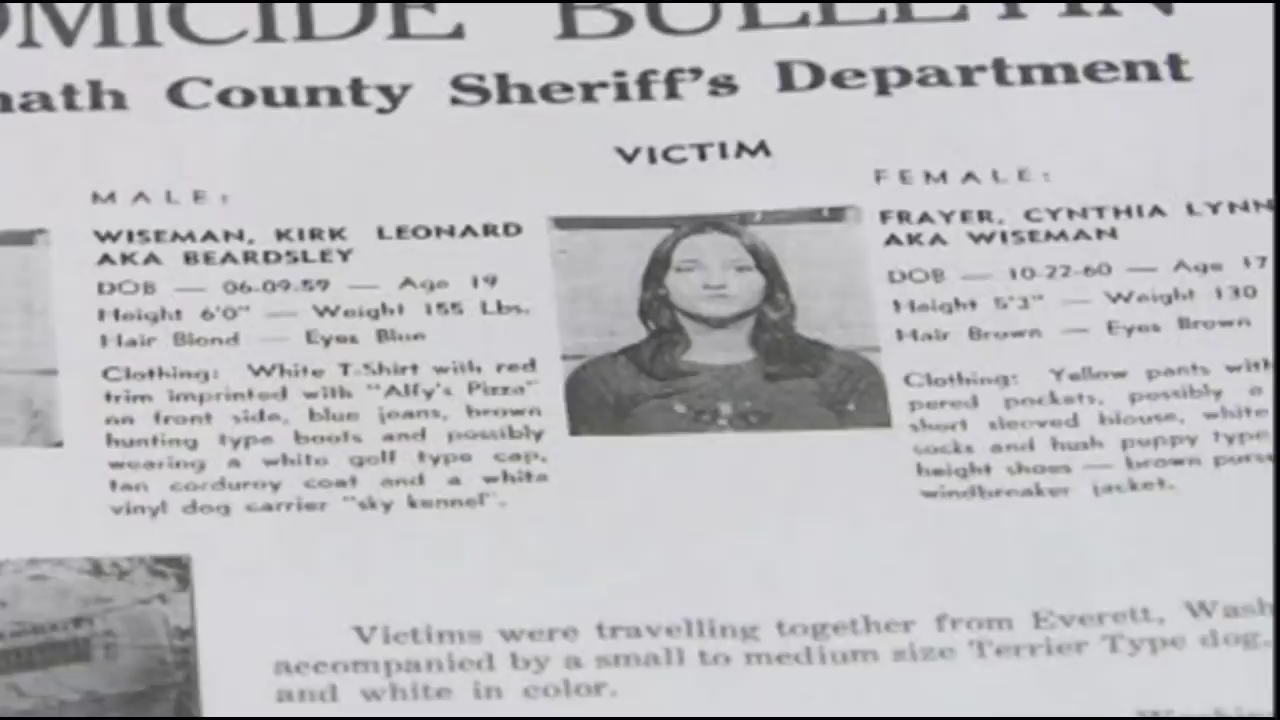 OMICIDE BULLETIN
nath County Sheriff's Department
VICTIM
MALE:
WISEMAN, KIRK LEONARD
AKA BEARDSLEY
DOB — 06-09-59 — Age 19
Height 6'0" — Weight 155 Lbs.
Hair Blond — Eyes Blue
Clothing: White T-Shirt with red
trim imprinted with "Alfy's Pizza"
on front side, blue jeans, brown
hunting type boots and possibly
wearing a white golf type cap,
tan corduroy coat and a white
vinyl dog carrier "sky kennel".
FEMALE:
FRAYER, CYNTHIA LYNN
AKA WISEMAN
DOB — 10-22-60 — Age 17
Height 5'3" — Weight 130
Hair Brown — Eyes Brown
Clothing: Yellow pants with
pered pockets, possibly a
short sleeved blouse, white
socks and hush puppy type
height shoes — brown purse
windbreaker jacket.
Victims were travelling together from Everett, Wash
accompanied by a small to medium size Terrier Type dog,
and white in color.